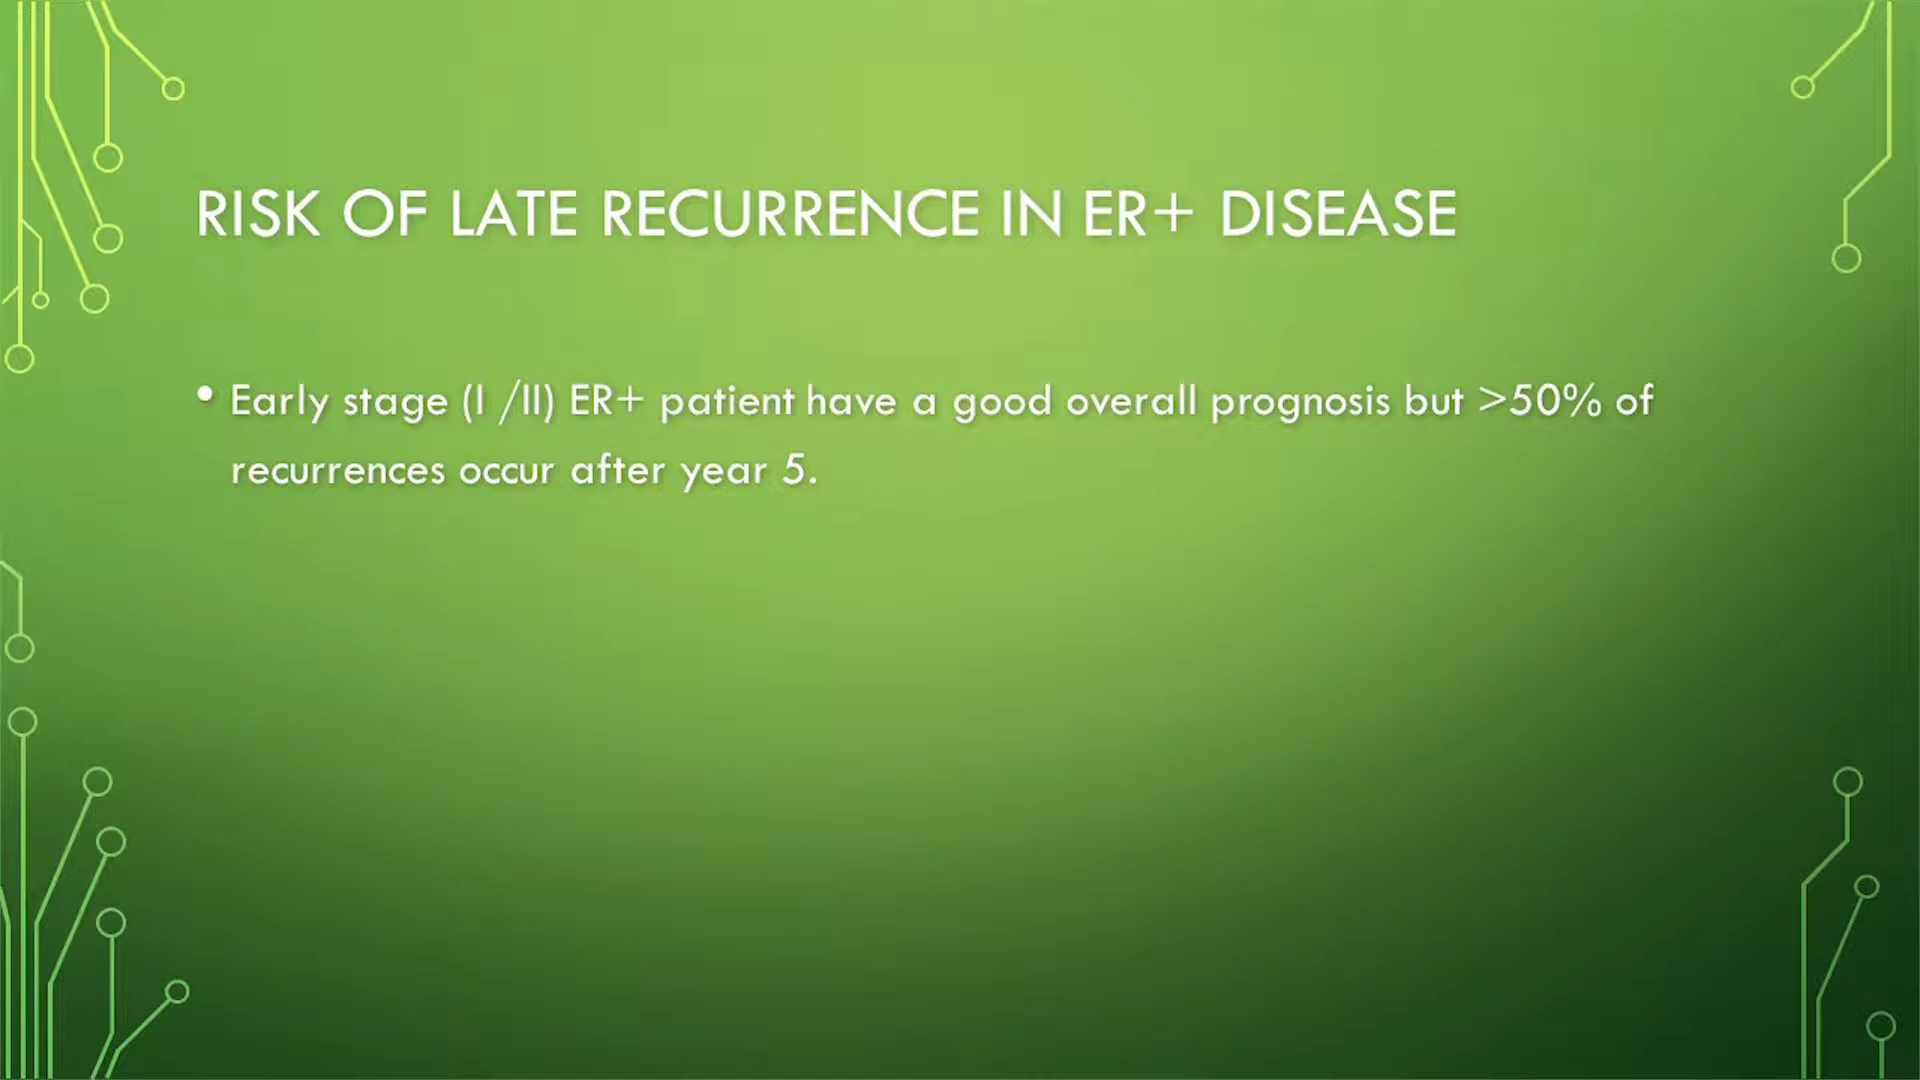 RISK OF LATE RECURRENCE IN ER+ DISEASE
• Early stage (I /II) ER+ patient have a good overall prognosis but >50% of
recurrences occur after year 5.